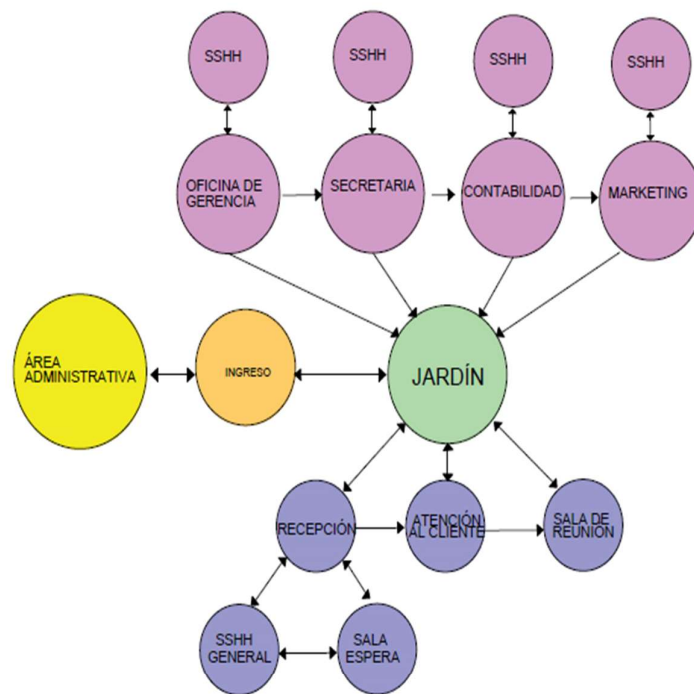 SSHH
SSHH
SSHH
SSHH
OFICINA DE
GERENCIA
SECRETARIA
CONTABILIDAD
MARKETING
ÁREA
ADMINISTRATIVA
INGRESO
JARDÍN
RECEPCIÓN
ATENCIÓN
AL CLIENTE
SALA DE
REUNIÓN
SSHH
GENERAL
SALA
ESPERA